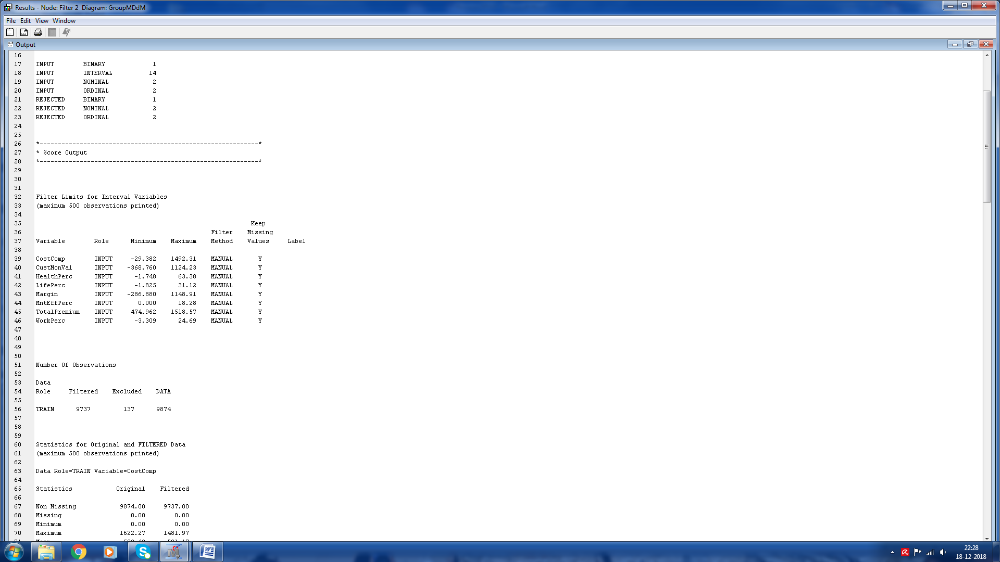 Results - Node: Filter 2  Diagram: GroupMDdM
File Edit View Window
Output
16
17 INPUT BINARY 1
18 INPUT INTERVAL 14
19 INPUT NOMINAL 2
20 INPUT ORDINAL 2
21 REJECTED BINARY 1
22 REJECTED NOMINAL 2
23 REJECTED ORDINAL 2
24
25
26 *------------------------------------------------------------*
27 * Score Output
28 *------------------------------------------------------------*
29
30
31
32 Filter Limits for Interval Variables
33 (maximum 500 observations printed)
34
35 Keep
36 Filter Missing
37 Variable Role Minimum Maximum Method Values Label
38
39 CostComp INPUT -29.382 1492.31 MANUAL Y
40 CustMonVal INPUT -368.760 1124.23 MANUAL Y
41 HealthPerc INPUT -1.748 63.38 MANUAL Y
42 LifePerc INPUT -1.825 31.12 MANUAL Y
43 Margin INPUT -286.880 1148.91 MANUAL Y
44 MntEffPerc INPUT 0.000 18.28 MANUAL Y
45 TotalPremium INPUT 474.962 1518.57 MANUAL Y
46 WorkPerc INPUT -3.309 24.69 MANUAL Y
47
48
49
50
51 Number Of Observations
52
53 Data
54 Role Filtered Excluded DATA
55
56 TRAIN 9737 137 9874
57
58
59
60 Statistics for Original and FILTERED Data
61 (maximum 500 observations printed)
62
63 Data Role=TRAIN Variable=CostComp
64
65 Statistics Original Filtered
66
67 Non Missing 9874.00 9737.00
68 Missing 0.00 0.00
69 Minimum 0.00 0.00
70 Maximum 1622.27 1481.97
22:28
18-12-2018